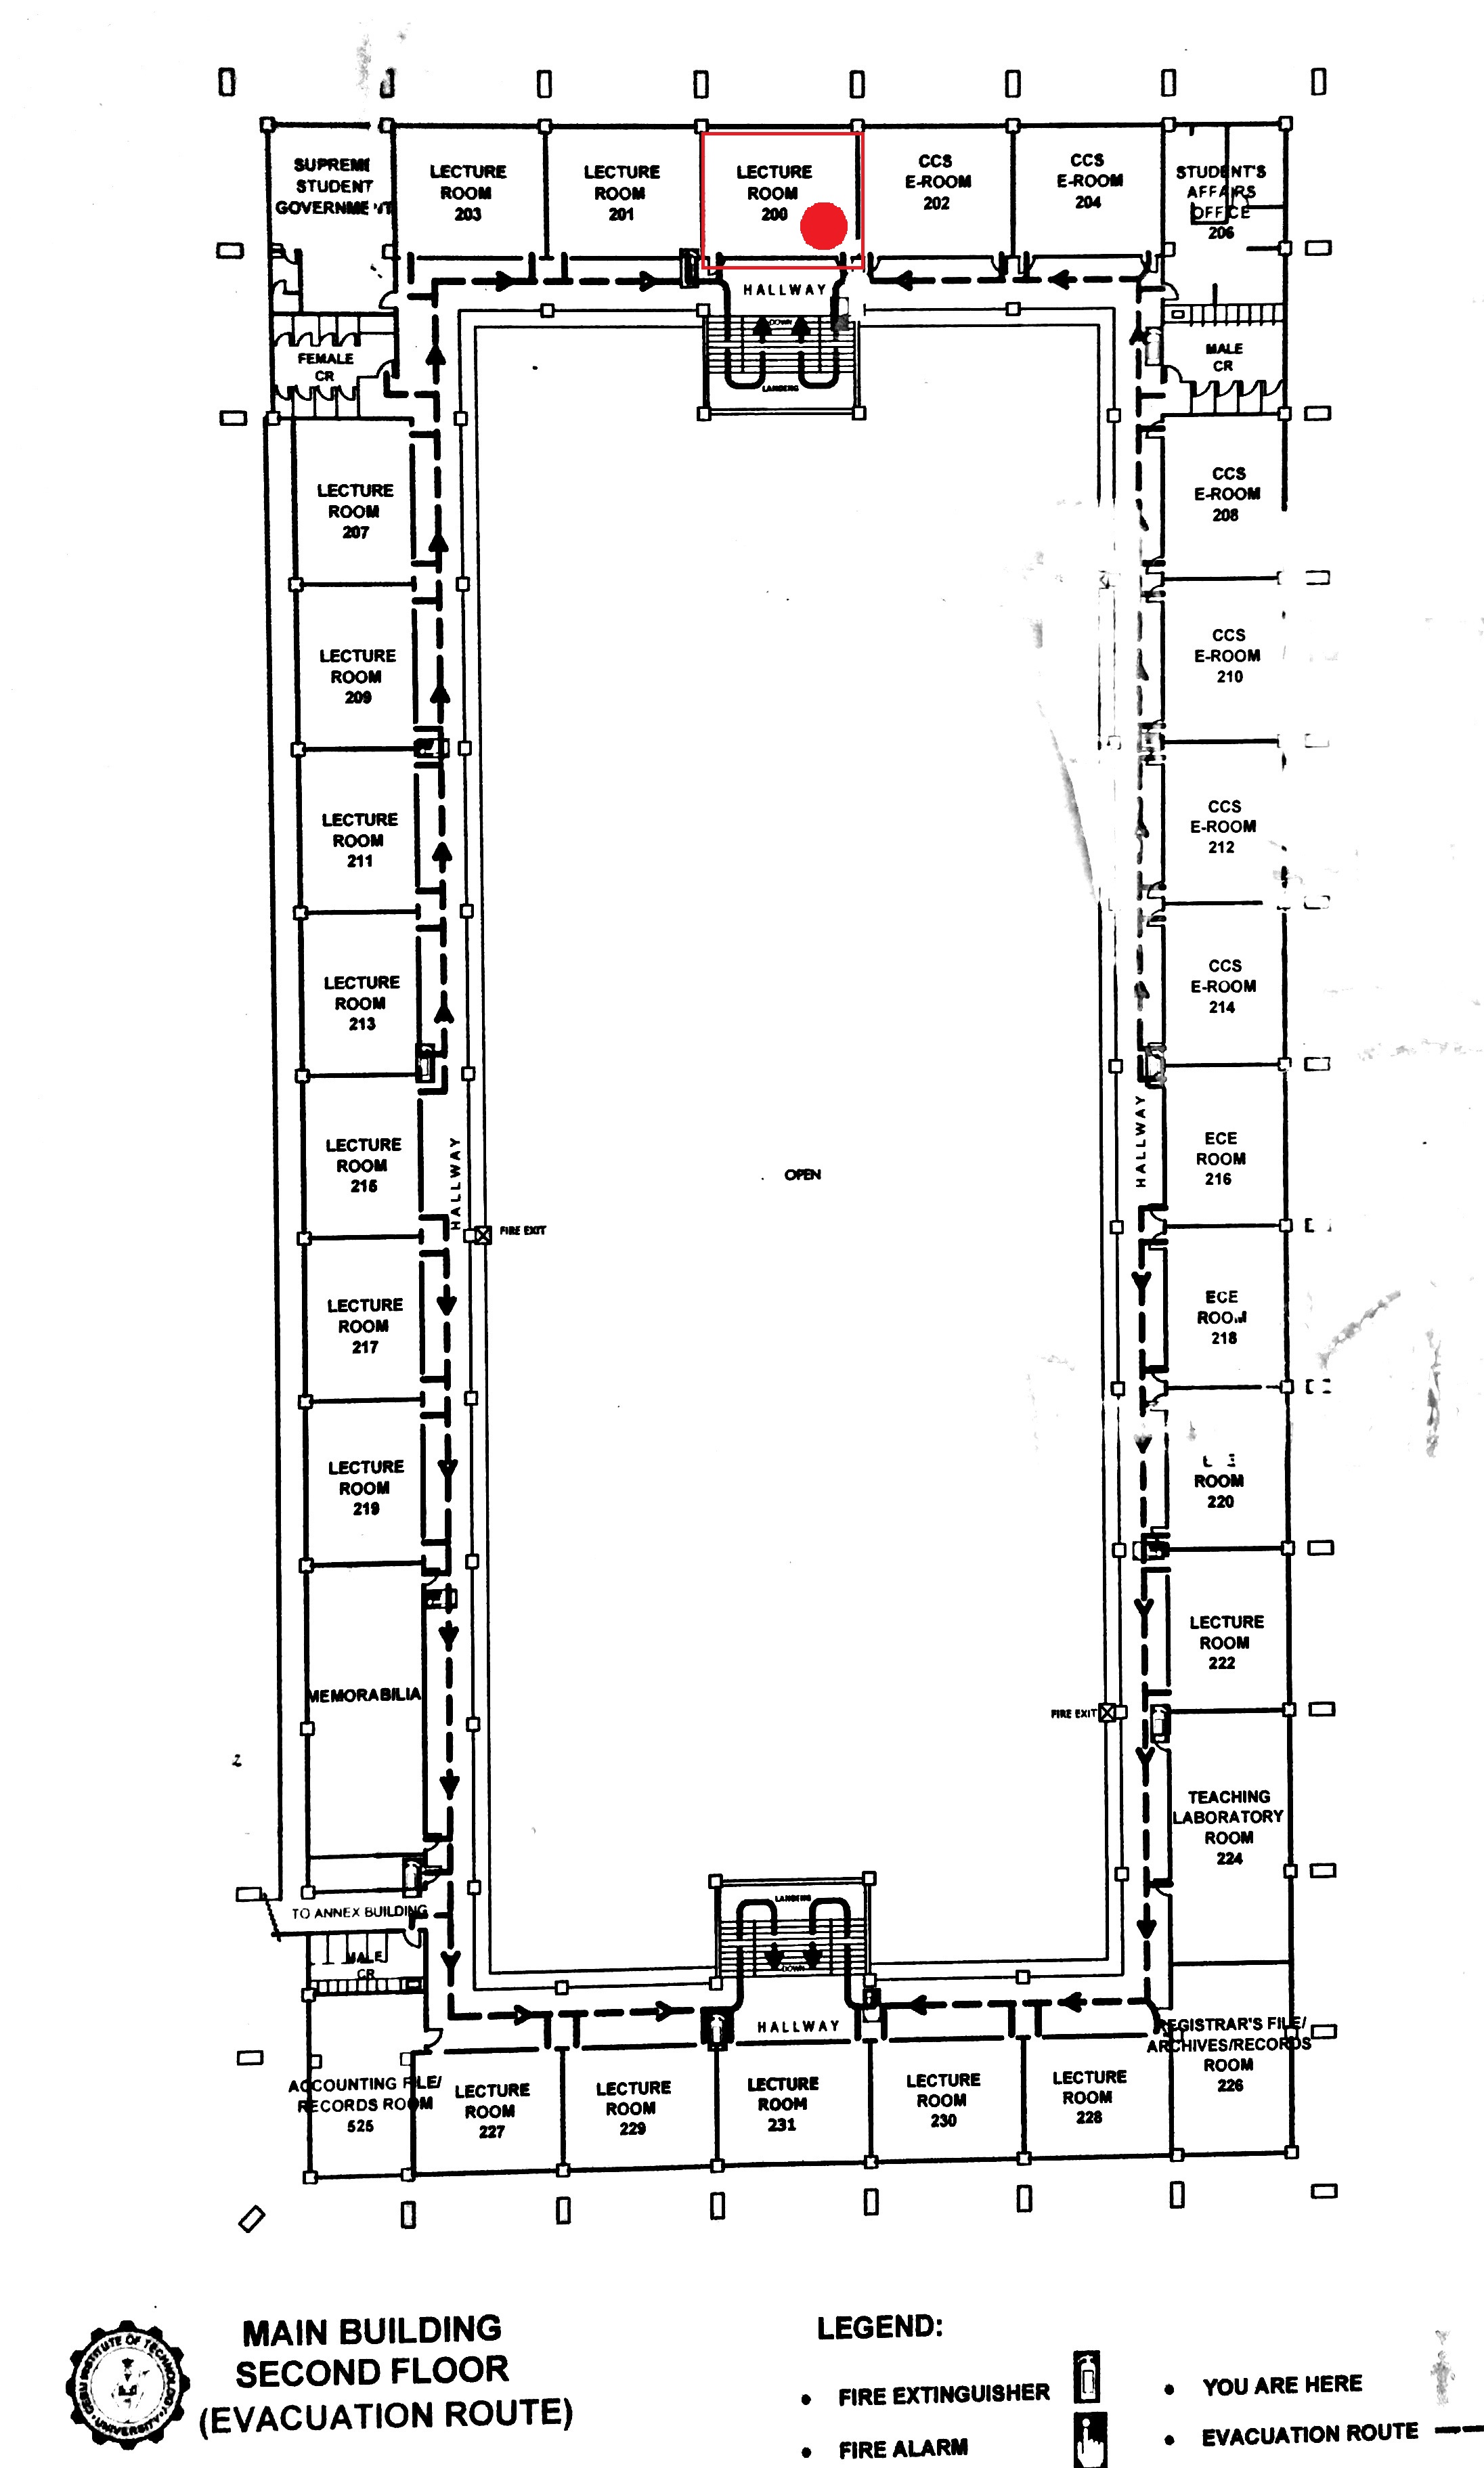 SUPREME
STUDENT
GOVERNMENT
LECTURE
ROOM
203
LECTURE
ROOM
201
LECTURE
ROOM
200
CCS
E-ROOM
202
CCS
E-ROOM
204
STUDENT'S
AFFAIRS
OFFICE
206
HALLWAY
DOWN
LANDING
FEMALE
CR
MALE
CR
LECTURE
ROOM
207
CCS
E-ROOM
208
LECTURE
ROOM
209
CCS
E-ROOM
210
LECTURE
ROOM
211
CCS
E-ROOM
212
LECTURE
ROOM
213
CCS
E-ROOM
214
LECTURE
ROOM
215
HALLWAY
OPEN
HALLWAY
ECE
ROOM
216
FIRE EXIT
LECTURE
ROOM
217
ECE
ROOM
218
LECTURE
ROOM
219
ROOM
220
LECTURE
ROOM
222
MEMORABILIA
FIRE EXIT
TEACHING
LABORATORY
ROOM
224
TO ANNEX BUILDING
MALE
CR
LANDING
DOWN
HALLWAY
REGISTRAR'S FILE/
ARCHIVES/RECORDS
ROOM
226
ACCOUNTING FILE/
RECORDS ROOM
525
LECTURE
ROOM
227
LECTURE
ROOM
229
LECTURE
ROOM
231
LECTURE
ROOM
230
LECTURE
ROOM
228
CEBU INSTITUTE OF TECHNOLOGY
UNIVERSITY
MAIN BUILDING
SECOND FLOOR
(EVACUATION ROUTE)
LEGEND:
• FIRE EXTINGUISHER
• FIRE ALARM
• YOU ARE HERE
• EVACUATION ROUTE